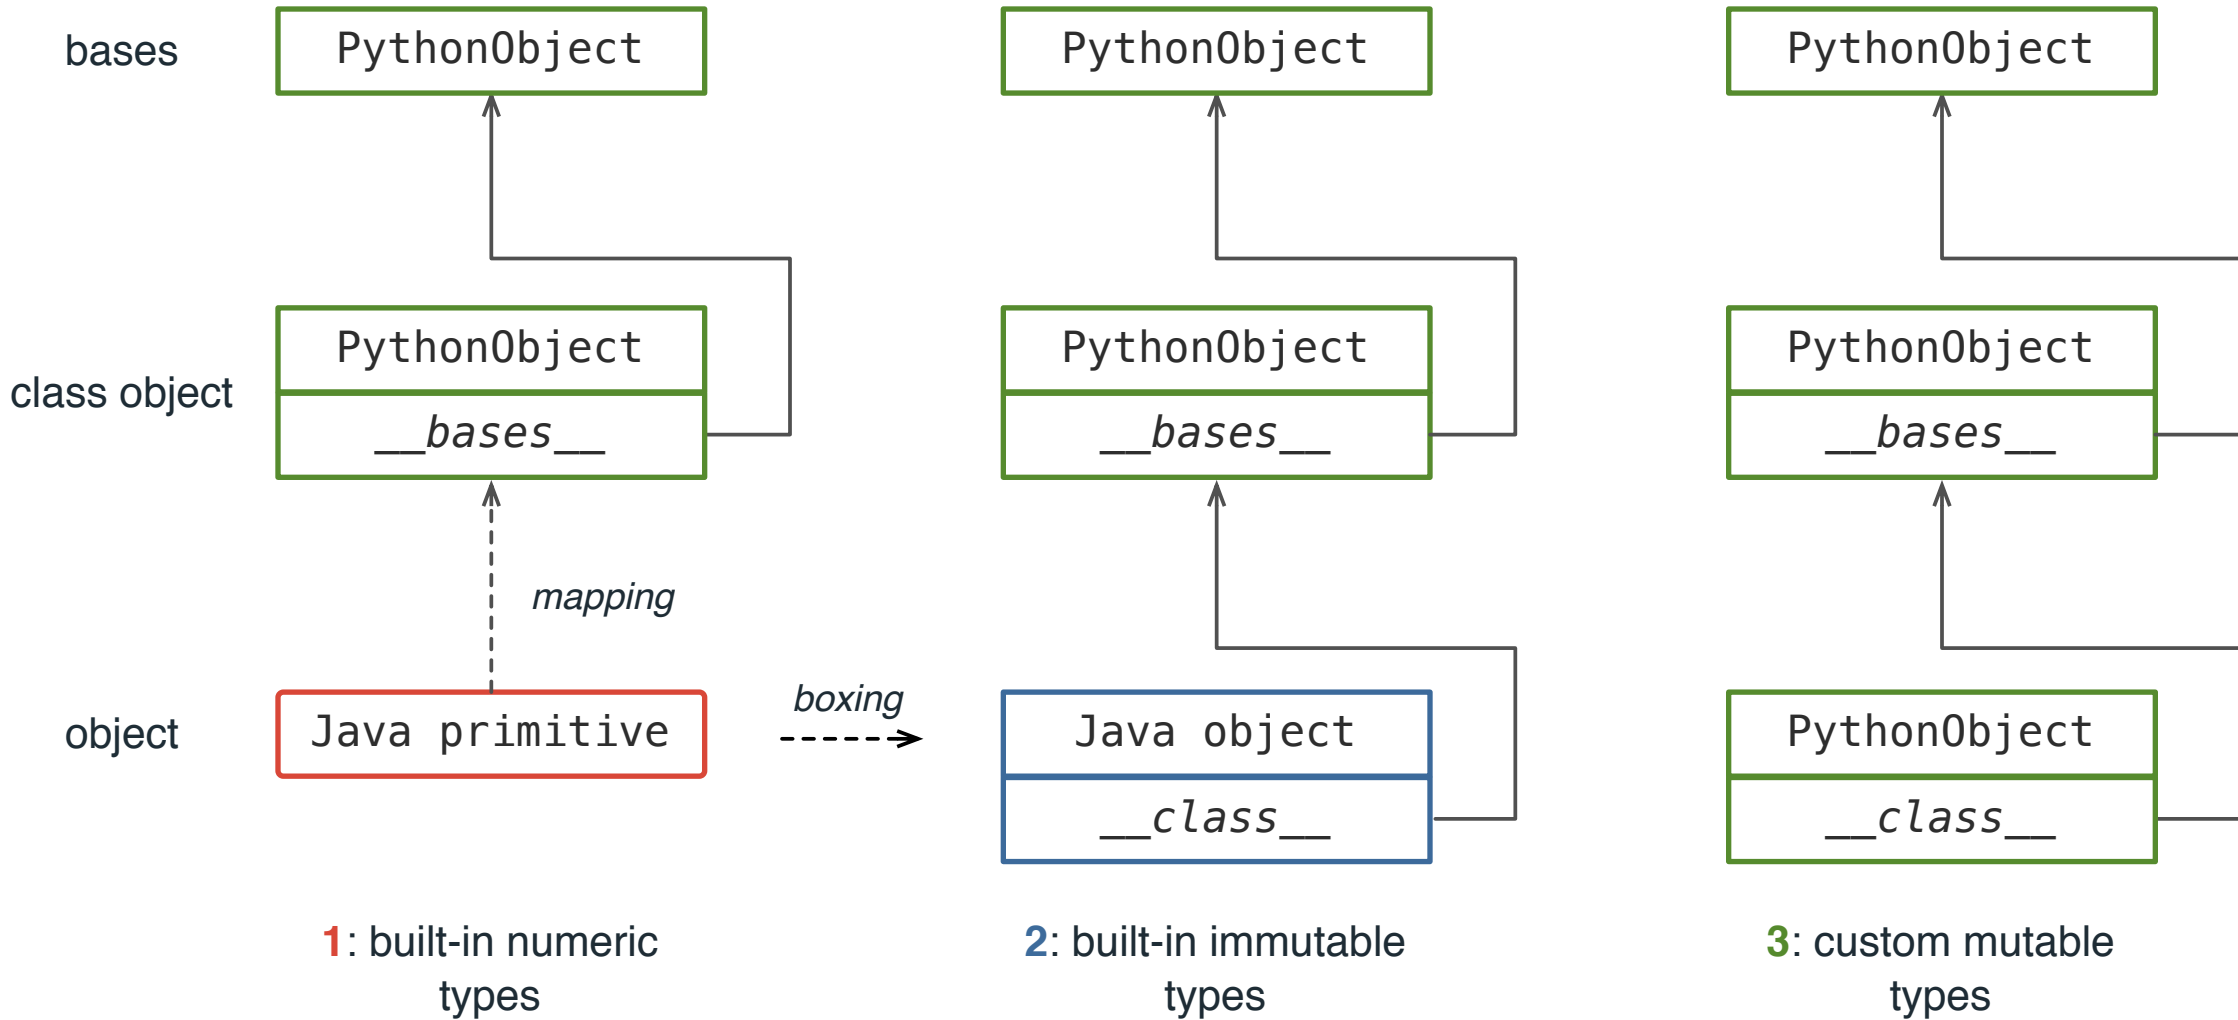 bases
PythonObject
PythonObject
PythonObject
class object
PythonObject
__bases__
PythonObject
__bases__
PythonObject
__bases__
mapping
object
Java primitive
boxing
Java object
__class__
PythonObject
__class__
1: built-in numeric
types
2: built-in immutable
types
3: custom mutable
types